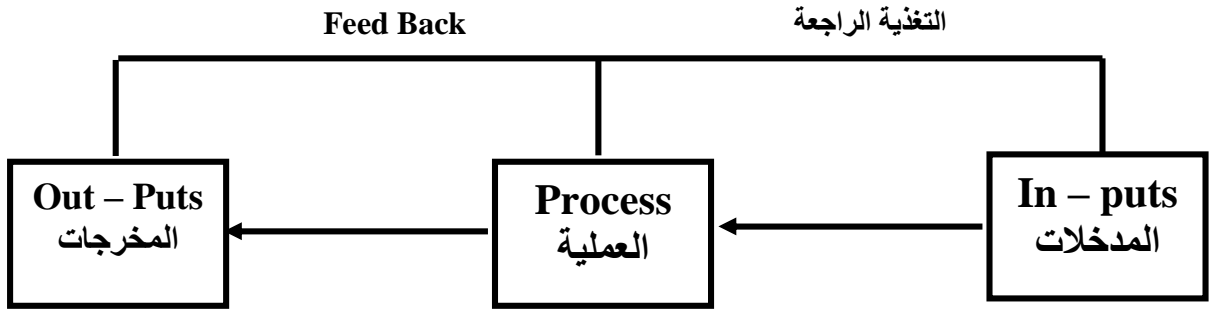 التغذية الراجعة
Feed Back
In – puts
المدخلات
Process
العملية
Out – Puts
المخرجات